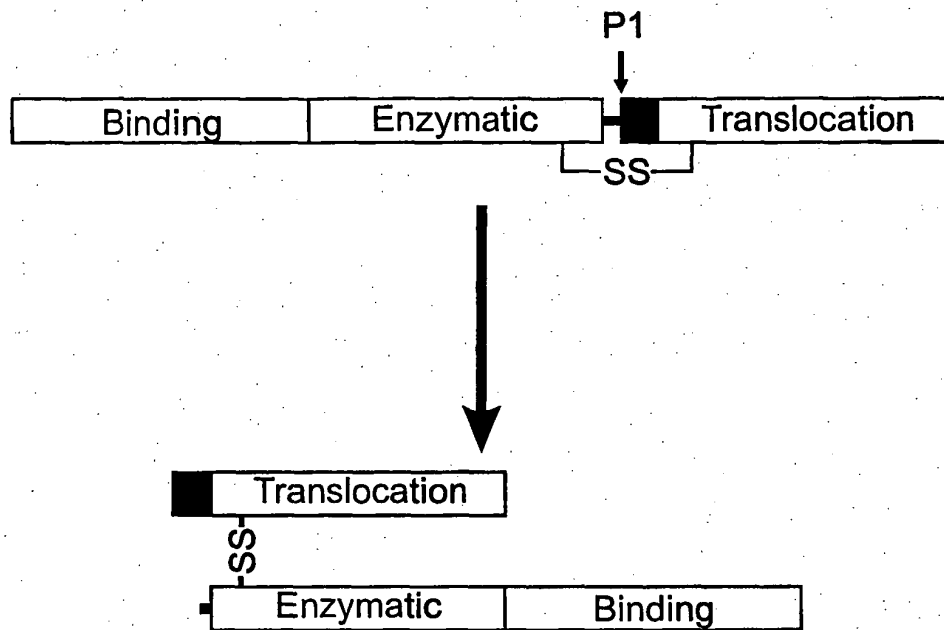 P1
Binding Enzymatic Translocation
SS
Translocation
SS
Enzymatic Binding